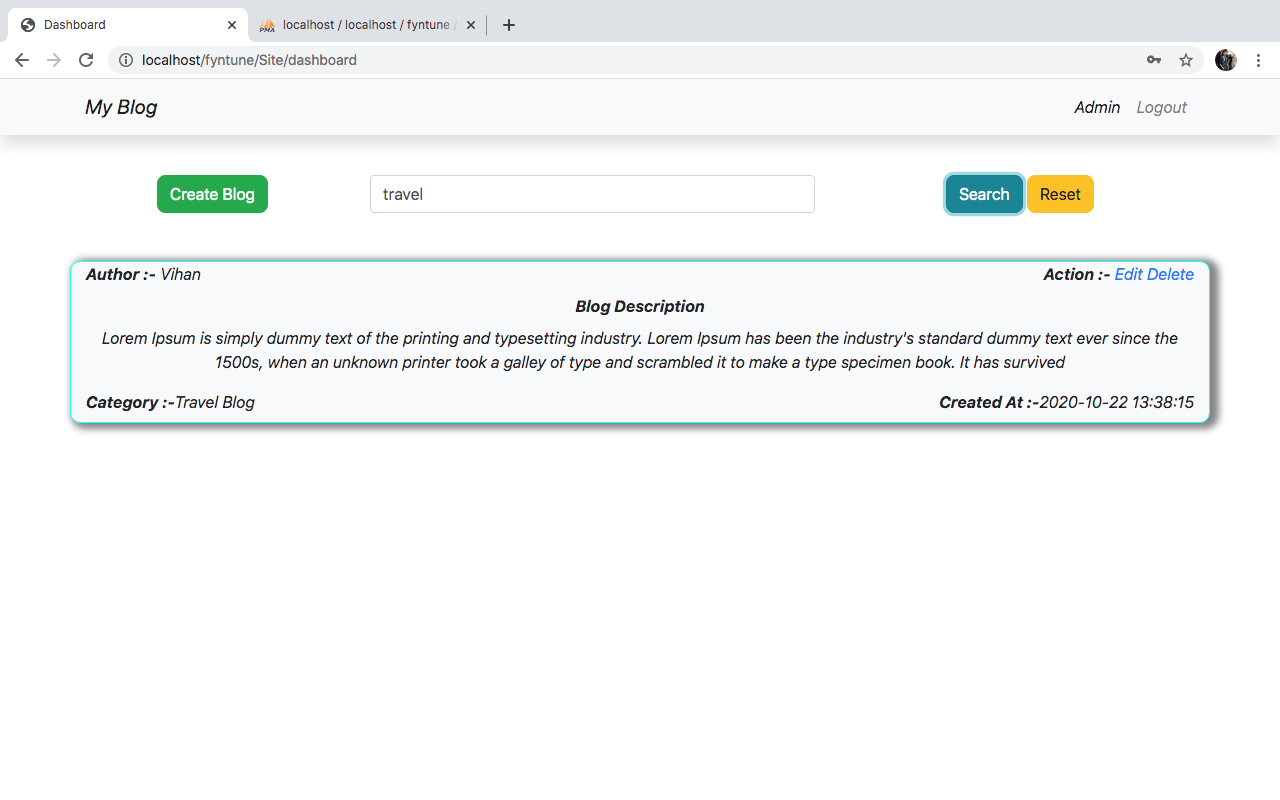 Dashboard
PMA localhost / localhost / fyntune /
localhost/fyntune/Site/dashboard
My Blog
Admin Logout
Create Blog
travel
Search Reset
Author :- Vihan
Action :- Edit Delete
Blog Description
Lorem Ipsum is simply dummy text of the printing and typesetting industry. Lorem Ipsum has been the industry's standard dummy text ever since the
1500s, when an unknown printer took a galley of type and scrambled it to make a type specimen book. It has survived
Category :-Travel Blog
Created At :-2020-10-22 13:38:15